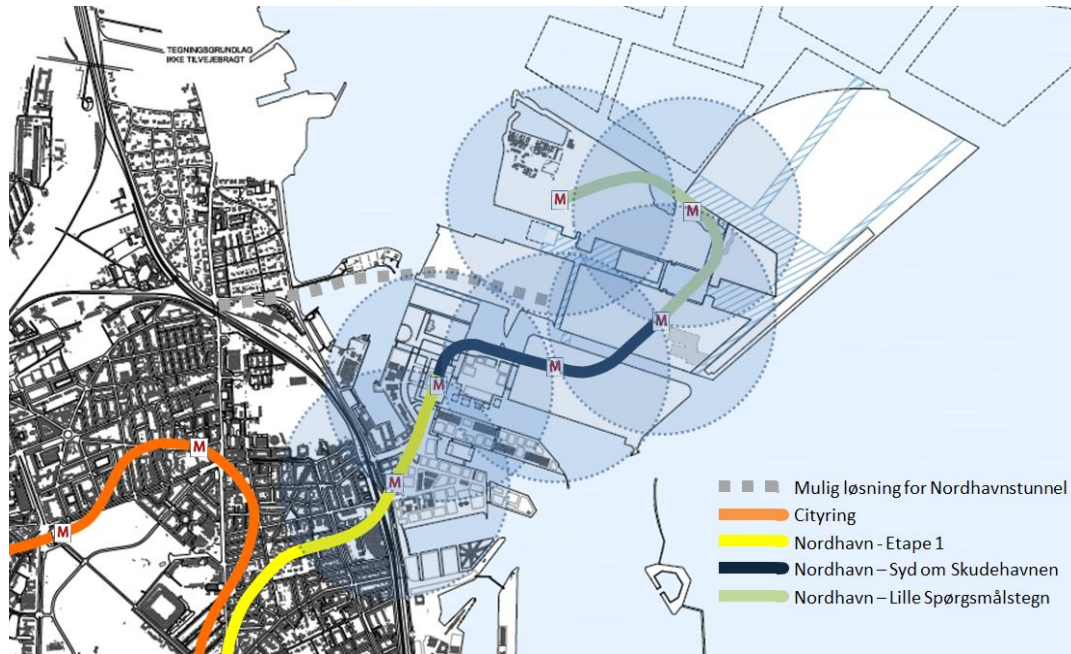 TEGNINGSGRUNDLAG
IKKE TILVEJEBRAGT
M
M
M
M
M
M
M
M
Mulig løsning for Nordhavnstunnel
Cityring
Nordhavn - Etape 1
Nordhavn – Syd om Skudehavnen
Nordhavn – Lille Spørgsmålstegn